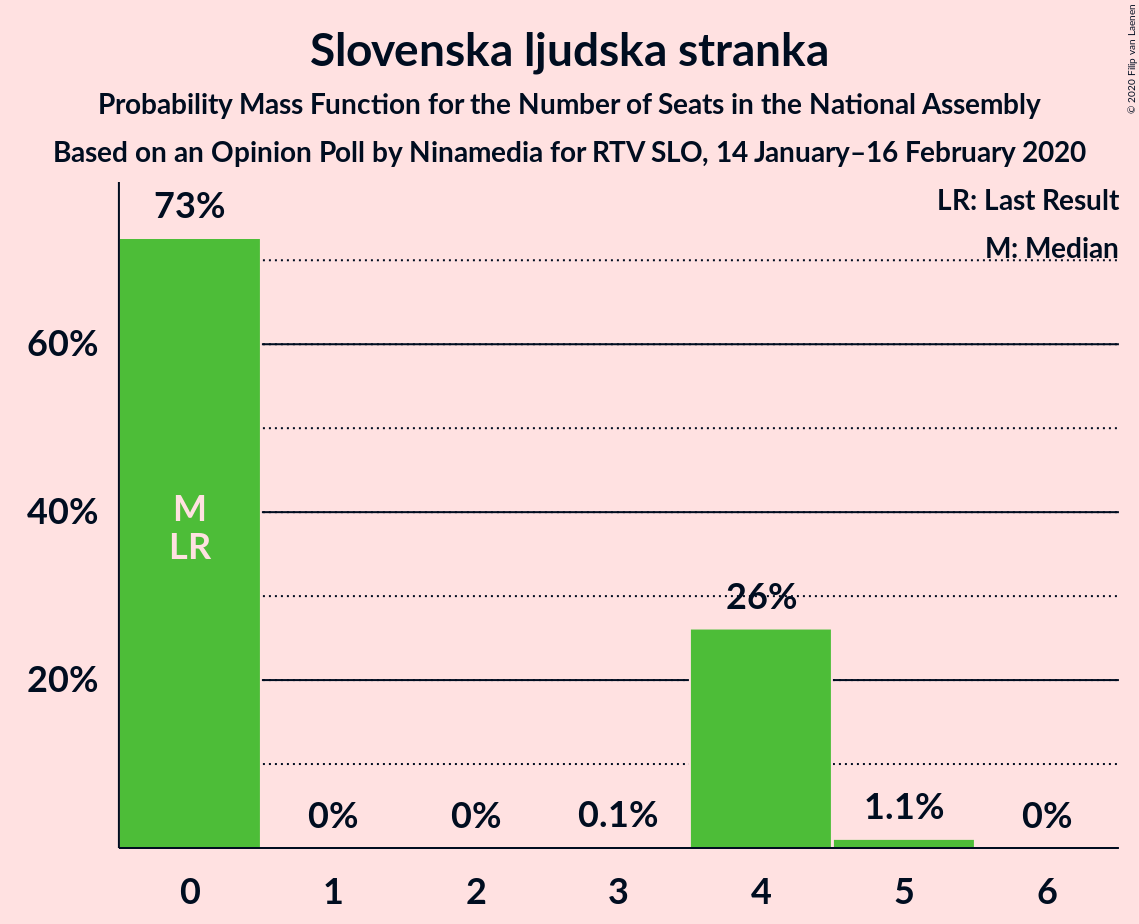 Slovenska ljudska stranka
Probability Mass Function for the Number of Seats in the National Assembly
Based on an Opinion Poll by Ninamedia for RTV SLO, 14 January–16 February 2020
© 2020 Filip van Laenen
LR: Last Result
M: Median
60%
40%
20%
73%
M
LR
0%
0%
0.1%
26%
1.1%
0%
0 1 2 3 4 5 6